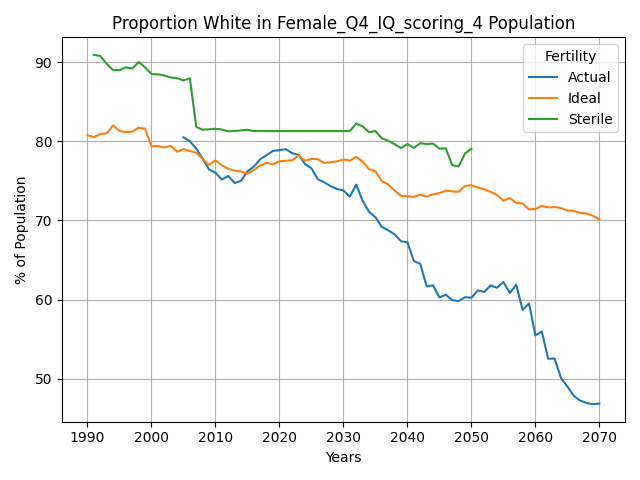 Proportion White in Female_Q4_IQ_scoring_4 Population
Fertility
Actual
Ideal
Sterile
% of Population
90
80
70
60
50
1990 2000 2010 2020 2030 2040 2050 2060 2070
Years